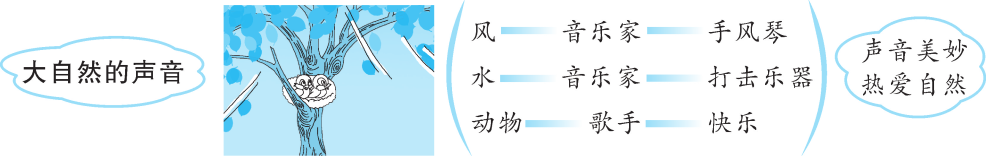 大自然的声音
风 音乐家 手风琴
水 音乐家 打击乐器
动物 歌手 快乐
声音美妙
热爱自然